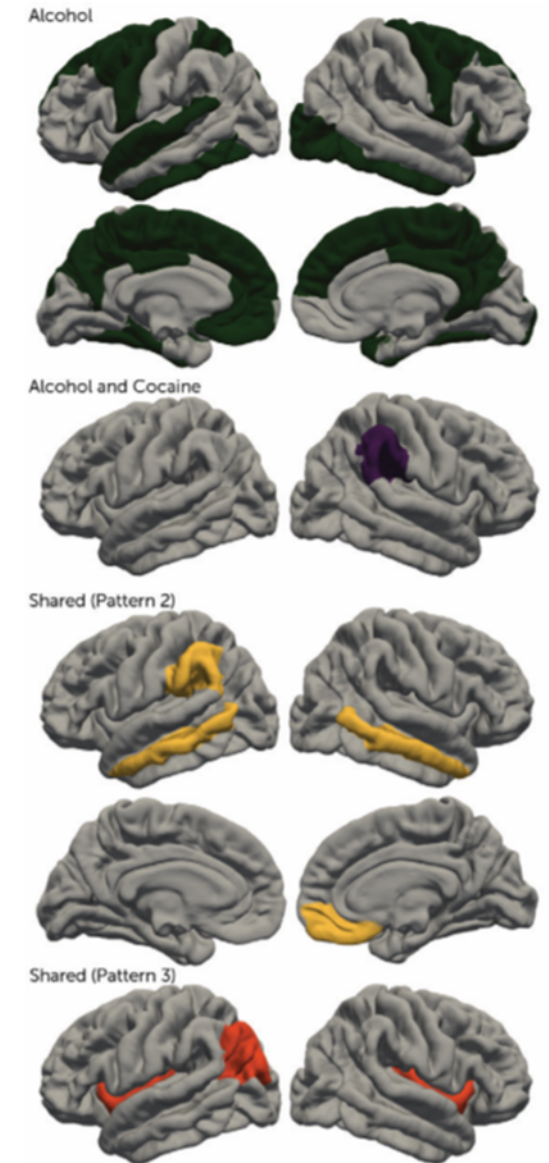 Alcohol
Alcohol and Cocaine
Shared (Pattern 2)
Shared (Pattern 3)